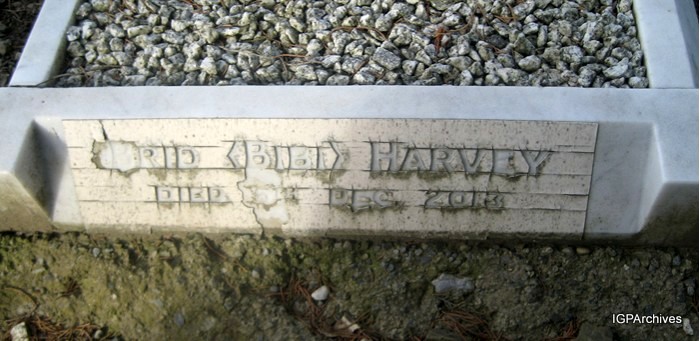 (BIBI) HARVEY
DIED DEC. 2013
IGPArchives